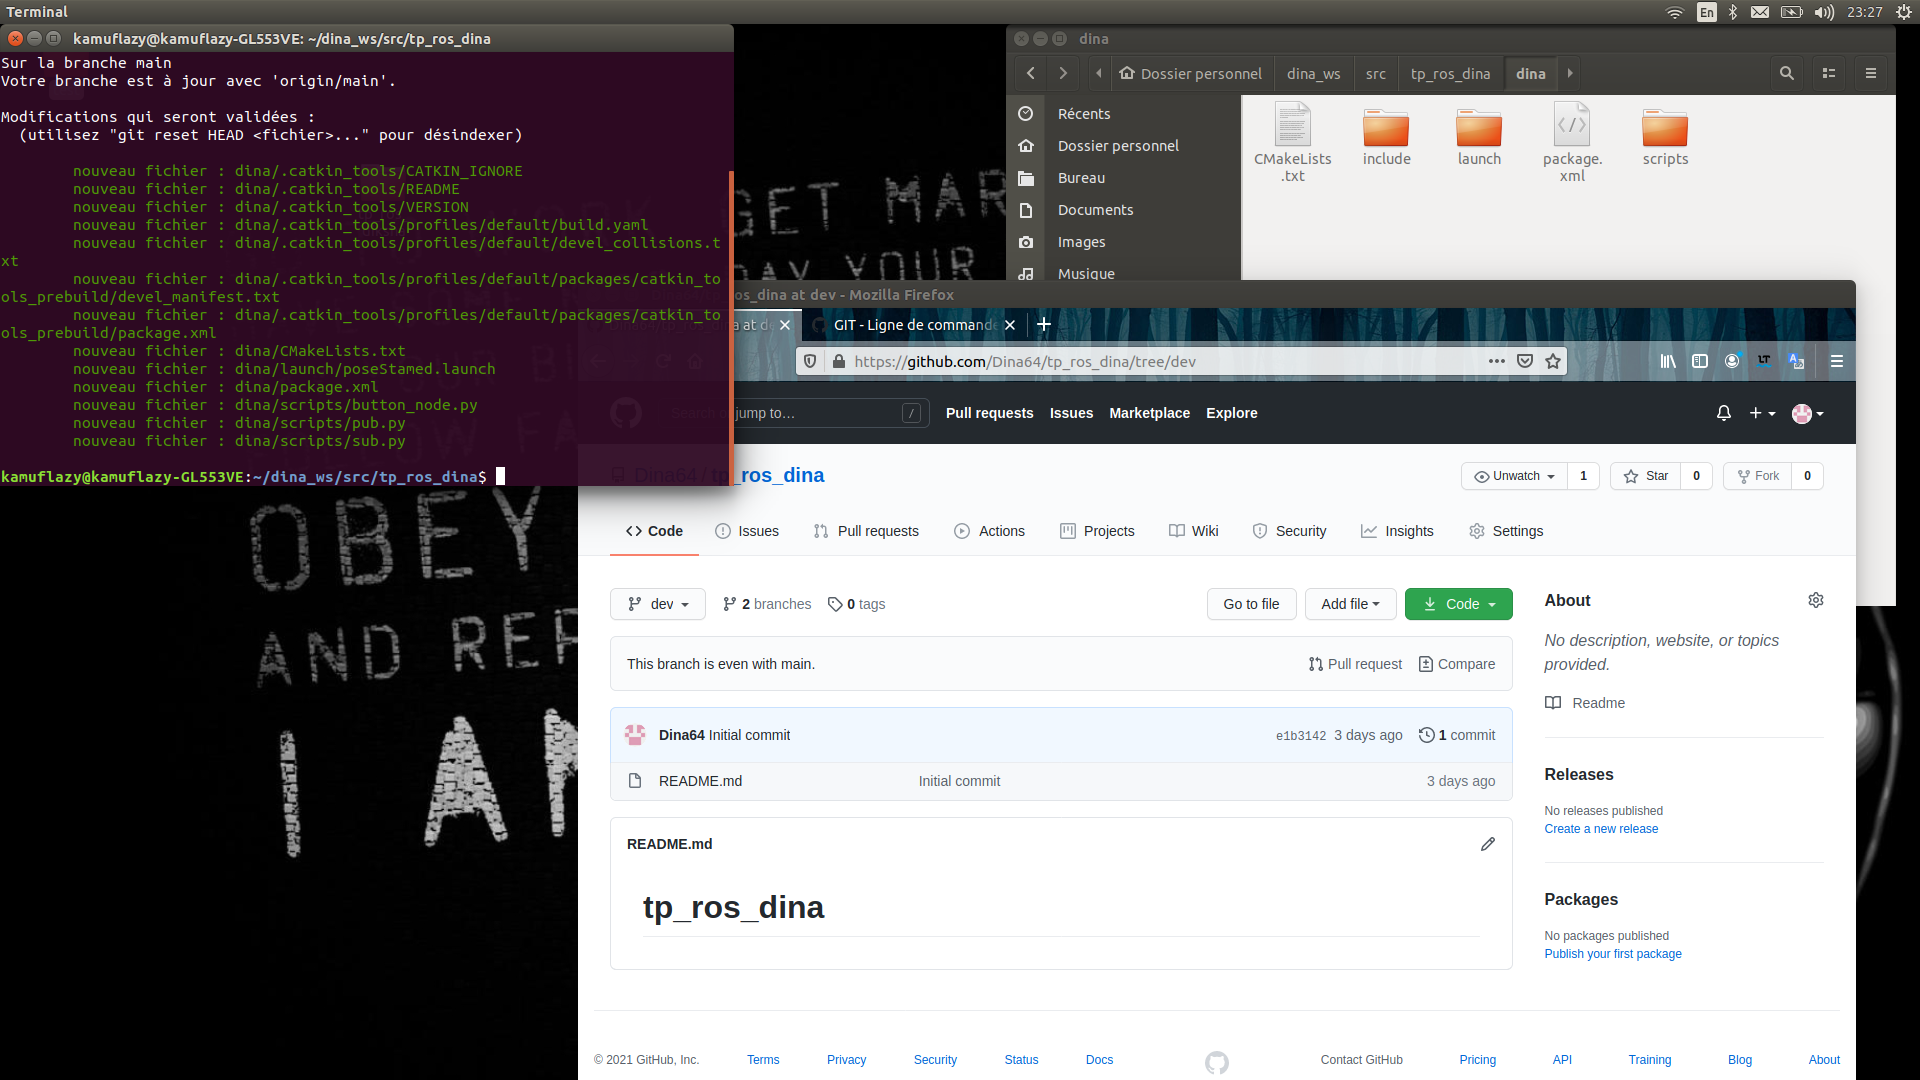 Terminal
En
23:27
kamuflazy@kamuflazy-GL553VE: ~/dina_ws/src/tp_ros_dina
Sur la branche main
Votre branche est à jour avec 'origin/main'.
Modifications qui seront validées :
(utilisez "git reset HEAD <fichier>..." pour désindexer)
nouveau fichier : dina/.catkin_tools/CATKIN_IGNORE
nouveau fichier : dina/.catkin_tools/README
nouveau fichier : dina/.catkin_tools/VERSION
nouveau fichier : dina/.catkin_tools/profiles/default/build.yaml
nouveau fichier : dina/.catkin_tools/profiles/default/devel_collisions.t
xt
nouveau fichier : dina/.catkin_tools/profiles/default/packages/catkin_to
ols_prebuild/devel_manifest.txt
nouveau fichier : dina/.catkin_tools/profiles/default/packages/catkin_to
ols_prebuild/package.xml
nouveau fichier : dina/CMakeLists.txt
nouveau fichier : dina/launch/poseStamed.launch
nouveau fichier : dina/package.xml
nouveau fichier : dina/scripts/button_node.py
nouveau fichier : dina/scripts/pub.py
nouveau fichier : dina/scripts/sub.py
kamuflazy@kamuflazy-GL553VE:~/dina_ws/src/tp_ros_dina$
dina
Dossier personnel dina_ws src tp_ros_dina dina
Récents
Dossier personnel
Bureau
Documents
Images
Musique
CMakeLists
.txt
include
launch
package.
xml
scripts
GET MAR
DAY YOUR
OBEY
AND REP
I A
os_dina at dev - Mozilla Firefox
a at d
GIT - Ligne de commande
https://github.com/Dina64/tp_ros_dina/tree/dev
jump to…
/
Pull requests Issues Marketplace Explore
Dina64 / tp_ros_dina
Unwatch 1
Star 0
Fork 0
Code Issues Pull requests Actions Projects Wiki Security Insights Settings
dev 2 branches 0 tags
Go to file Add file Code
This branch is even with main.
Pull request Compare
Dina64 Initial commit
e1b3142 3 days ago 1 commit
README.md Initial commit 3 days ago
README.md
tp_ros_dina
About
No description, website, or topics
provided.
Readme
Releases
No releases published
Create a new release
Packages
No packages published
Publish your first package
© 2021 GitHub, Inc. Terms Privacy Security Status Docs Contact GitHub Pricing API Training Blog About